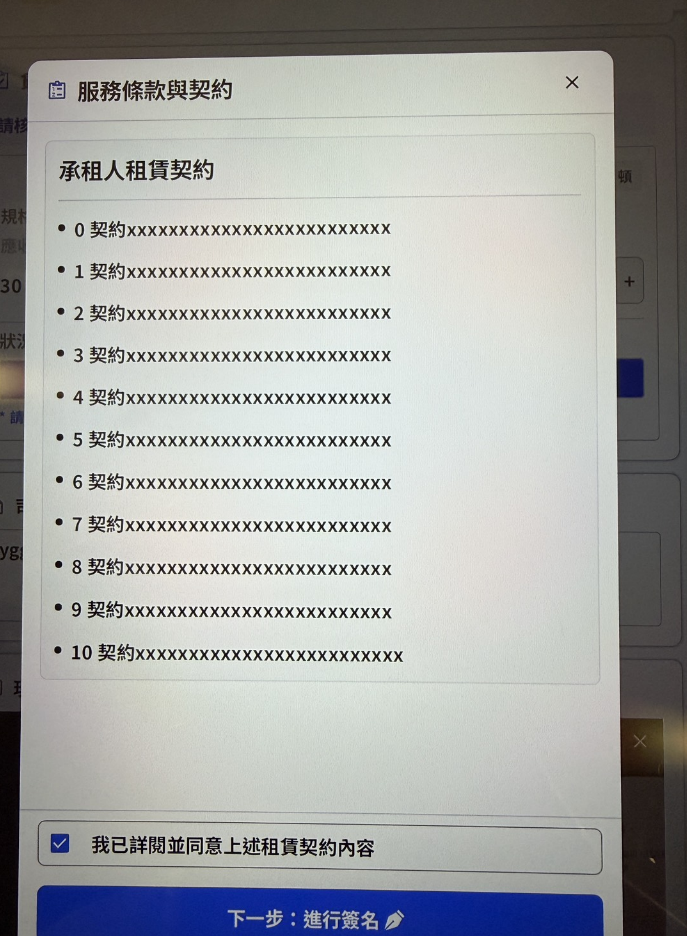 服務條款與契約
承租人租賃契約
0 契約xxxxxxxxxxxxxxxxxxxxxxxxx
1 契約xxxxxxxxxxxxxxxxxxxxxxxxx
2 契約xxxxxxxxxxxxxxxxxxxxxxxxx
3 契約xxxxxxxxxxxxxxxxxxxxxxxxx
4 契約xxxxxxxxxxxxxxxxxxxxxxxxx
5 契約xxxxxxxxxxxxxxxxxxxxxxxxx
6 契約xxxxxxxxxxxxxxxxxxxxxxxxx
7 契約xxxxxxxxxxxxxxxxxxxxxxxxx
8 契約xxxxxxxxxxxxxxxxxxxxxxxxx
9 契約xxxxxxxxxxxxxxxxxxxxxxxxx
10 契約xxxxxxxxxxxxxxxxxxxxxxxxx
請核
頓
規格
30
+
狀況
* 請
我已詳閱並同意上述租賃契約內容
下一步：進行簽名